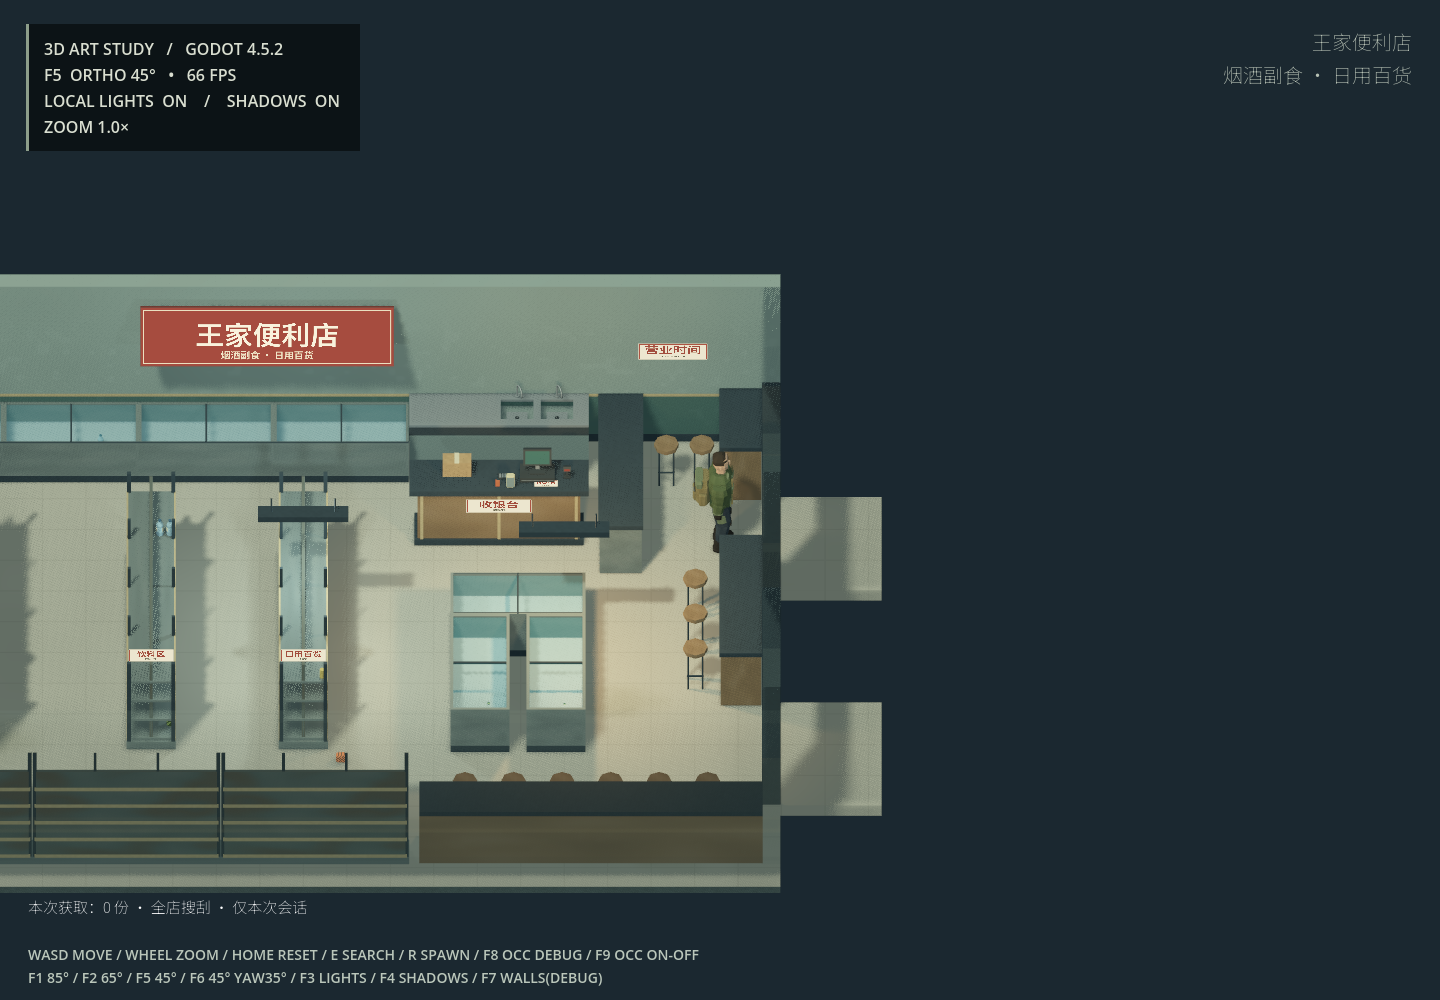 3D ART STUDY / GODOT 4.5.2
F5 ORTHO 45° • 66 FPS
LOCAL LIGHTS ON / SHADOWS ON
ZOOM 1.0×
王家便利店
烟酒副食 · 日用百货
王家便利店
烟酒副食 · 日用百货
营业时间
收银台
饮料区
日用百货
本次获取：0 份 · 全店搜刮 · 仅本次会话
WASD MOVE / WHEEL ZOOM / HOME RESET / E SEARCH / R SPAWN / F8 OCC DEBUG / F9 OCC ON-OFF
F1 85° / F2 65° / F5 45° / F6 45° YAW35° / F3 LIGHTS / F4 SHADOWS / F7 WALLS(DEBUG)